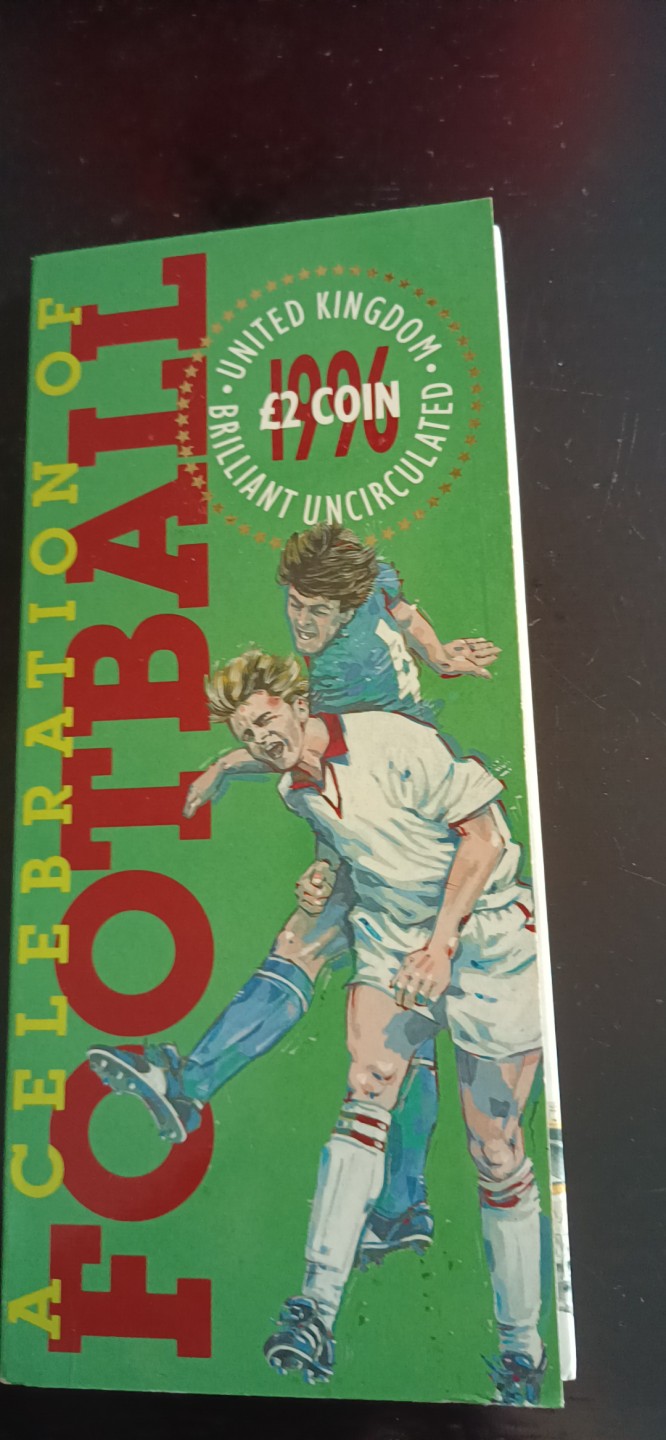 A CELEBRATION OF
FOOTBALL
• UNITED KINGDOM •
1996
£2 COIN
BRILLIANT UNCIRCULATED